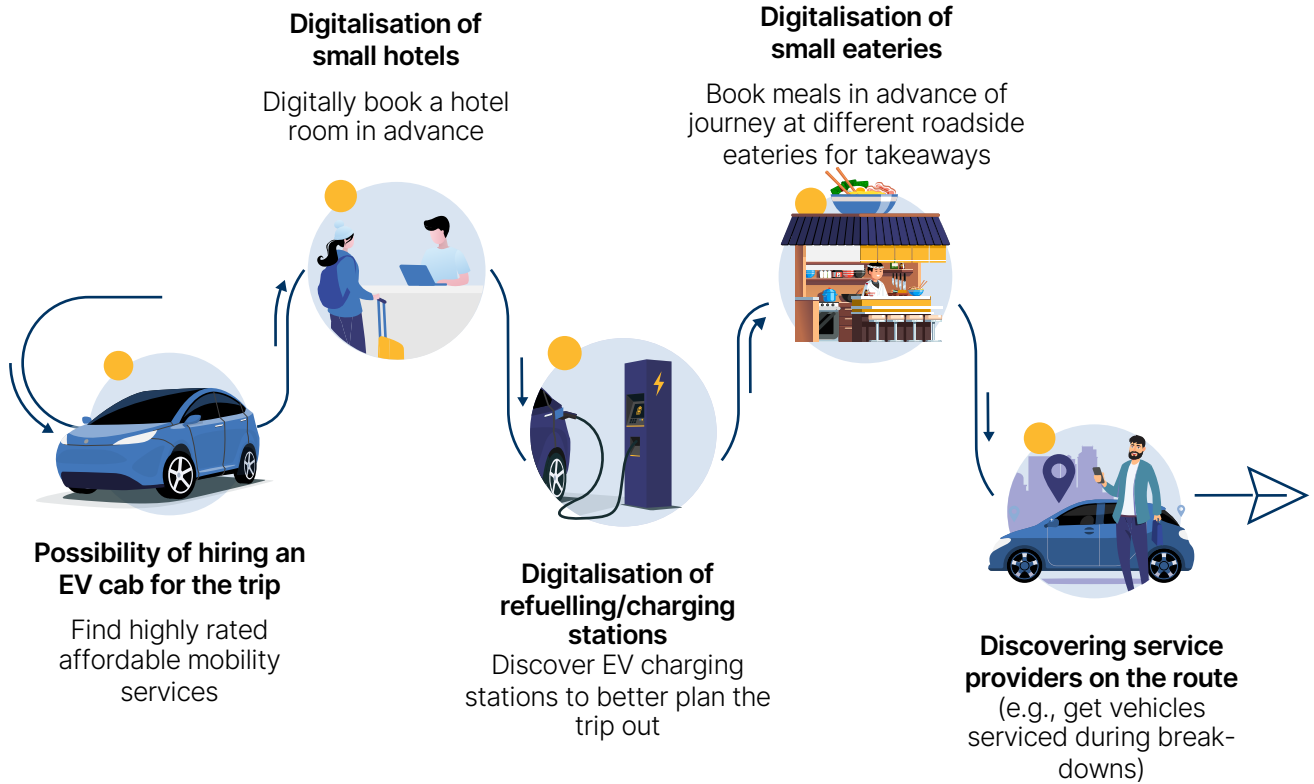 Possibility of hiring an
EV cab for the trip
Find highly rated
affordable mobility
services
Digitalisation of
small hotels
Digitally book a hotel
room in advance
Digitalisation of
refuelling/charging
stations
Discover EV charging
stations to better plan the
trip out
Digitalisation of
small eateries
Book meals in advance of
journey at different roadside
eateries for takeaways
Discovering service
providers on the route
(e.g., get vehicles
serviced during break-
downs)